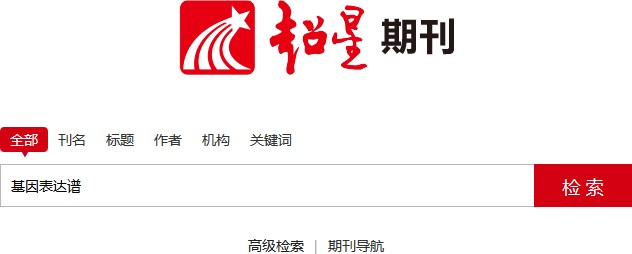 超星 期刊
全部 刊名 标题 作者 机构 关键词
基因表达谱 检索
高级检索 | 期刊导航